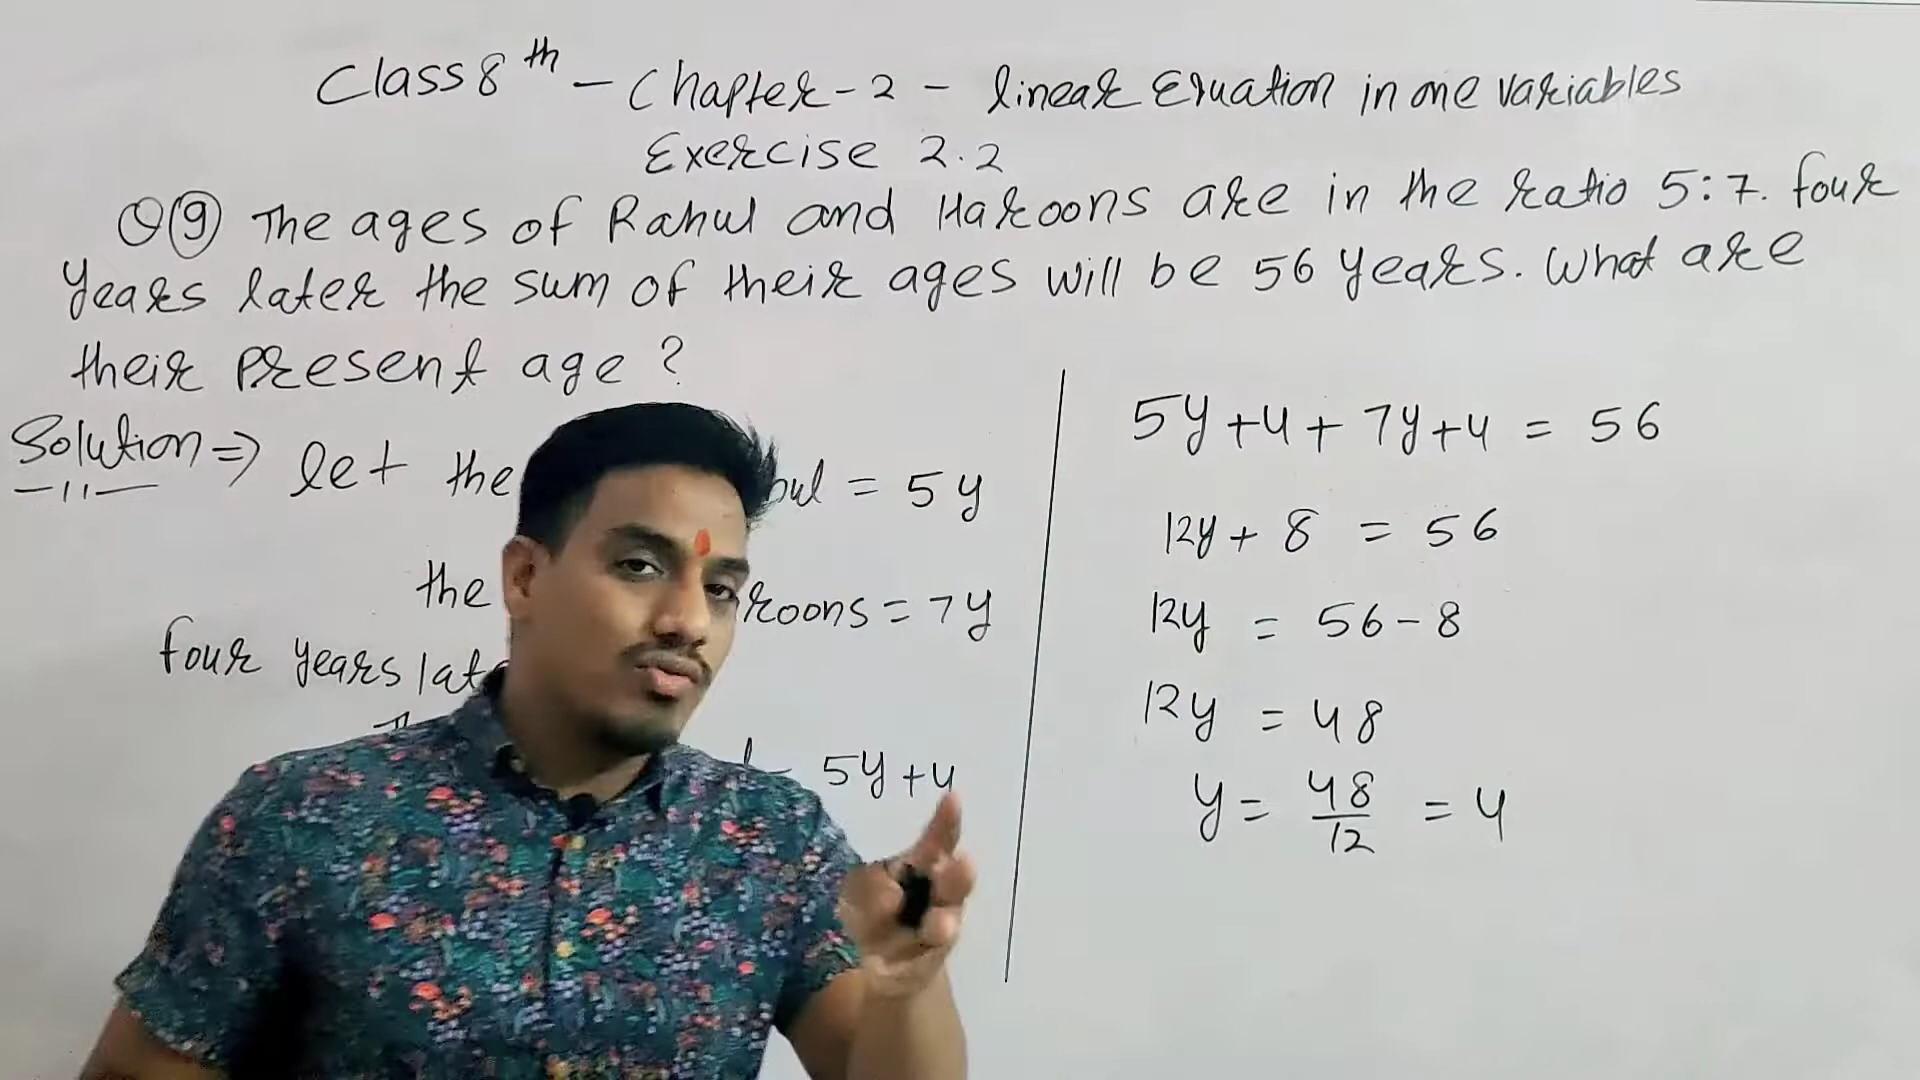 Class 8th - Chapter - 2 - linear Equation in one variables
Exercise 2.2
Q(9) The ages of Rahul and Haroons are in the ratio 5:7. four
years later the sum of their ages will be 56 years. What are
their present age?
Solution => let the = 5y
the = 7y
four years
5y+4
5y+4+7y+4 = 56
12y + 8 = 56
12y = 56-8
12y = 48
y = 48/12 = 4